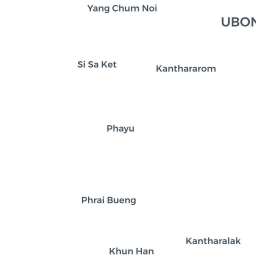 Yang Chum Noi
UBON
Si Sa Ket
Kanthararom
Phayu
Phrai Bueng
Kantharalak
Khun Han